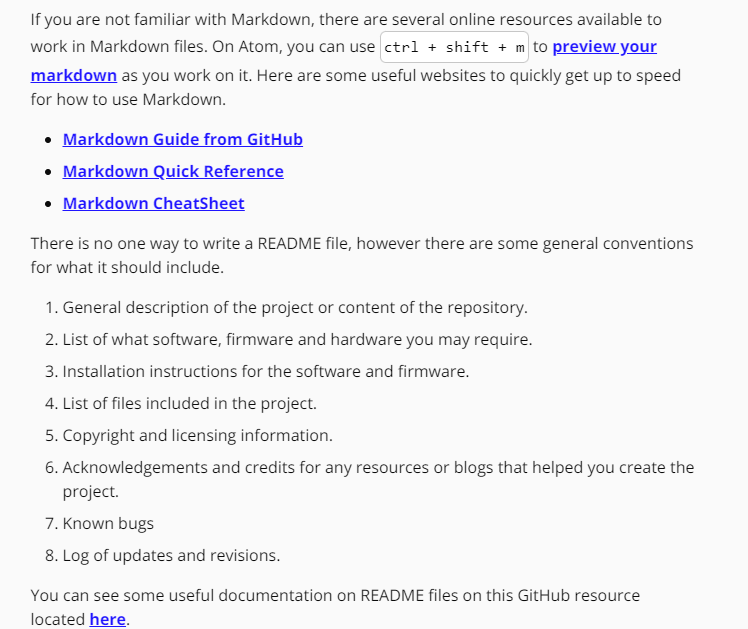 If you are not familiar with Markdown, there are several online resources available to
work in Markdown files. On Atom, you can use ctrl + shift + m to preview your
markdown as you work on it. Here are some useful websites to quickly get up to speed
for how to use Markdown.
• Markdown Guide from GitHub
• Markdown Quick Reference
• Markdown CheatSheet
There is no one way to write a README file, however there are some general conventions
for what it should include.
1. General description of the project or content of the repository.
2. List of what software, firmware and hardware you may require.
3. Installation instructions for the software and firmware.
4. List of files included in the project.
5. Copyright and licensing information.
6. Acknowledgements and credits for any resources or blogs that helped you create the
project.
7. Known bugs
8. Log of updates and revisions.
You can see some useful documentation on README files on this GitHub resource
located here.